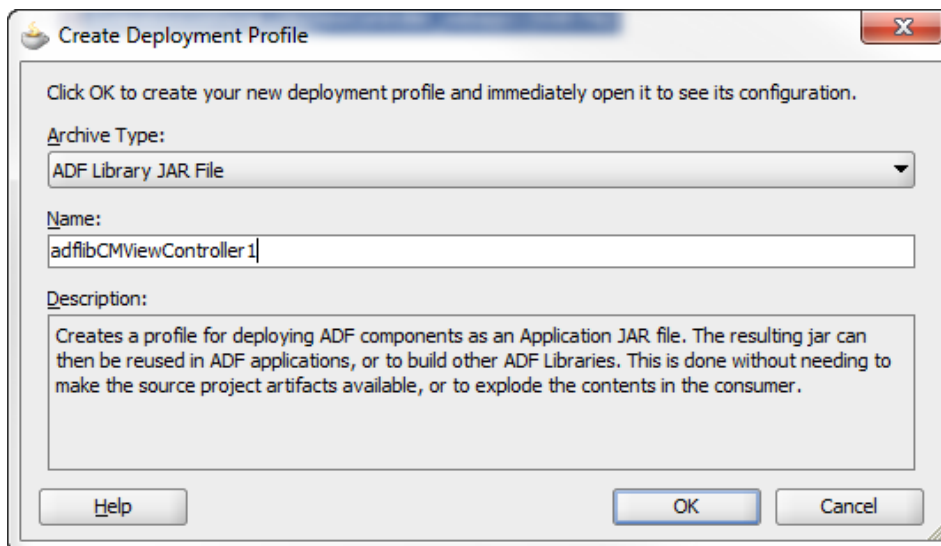 Create Deployment Profile
Click OK to create your new deployment profile and immediately open it to see its configuration.
Archive Type:
ADF Library JAR File
Name:
adflibCMViewController1
Description:
Creates a profile for deploying ADF components as an Application JAR file. The resulting jar can
then be reused in ADF applications, or to build other ADF Libraries. This is done without needing to
make the source project artifacts available, or to explode the contents in the consumer.
Help OK Cancel